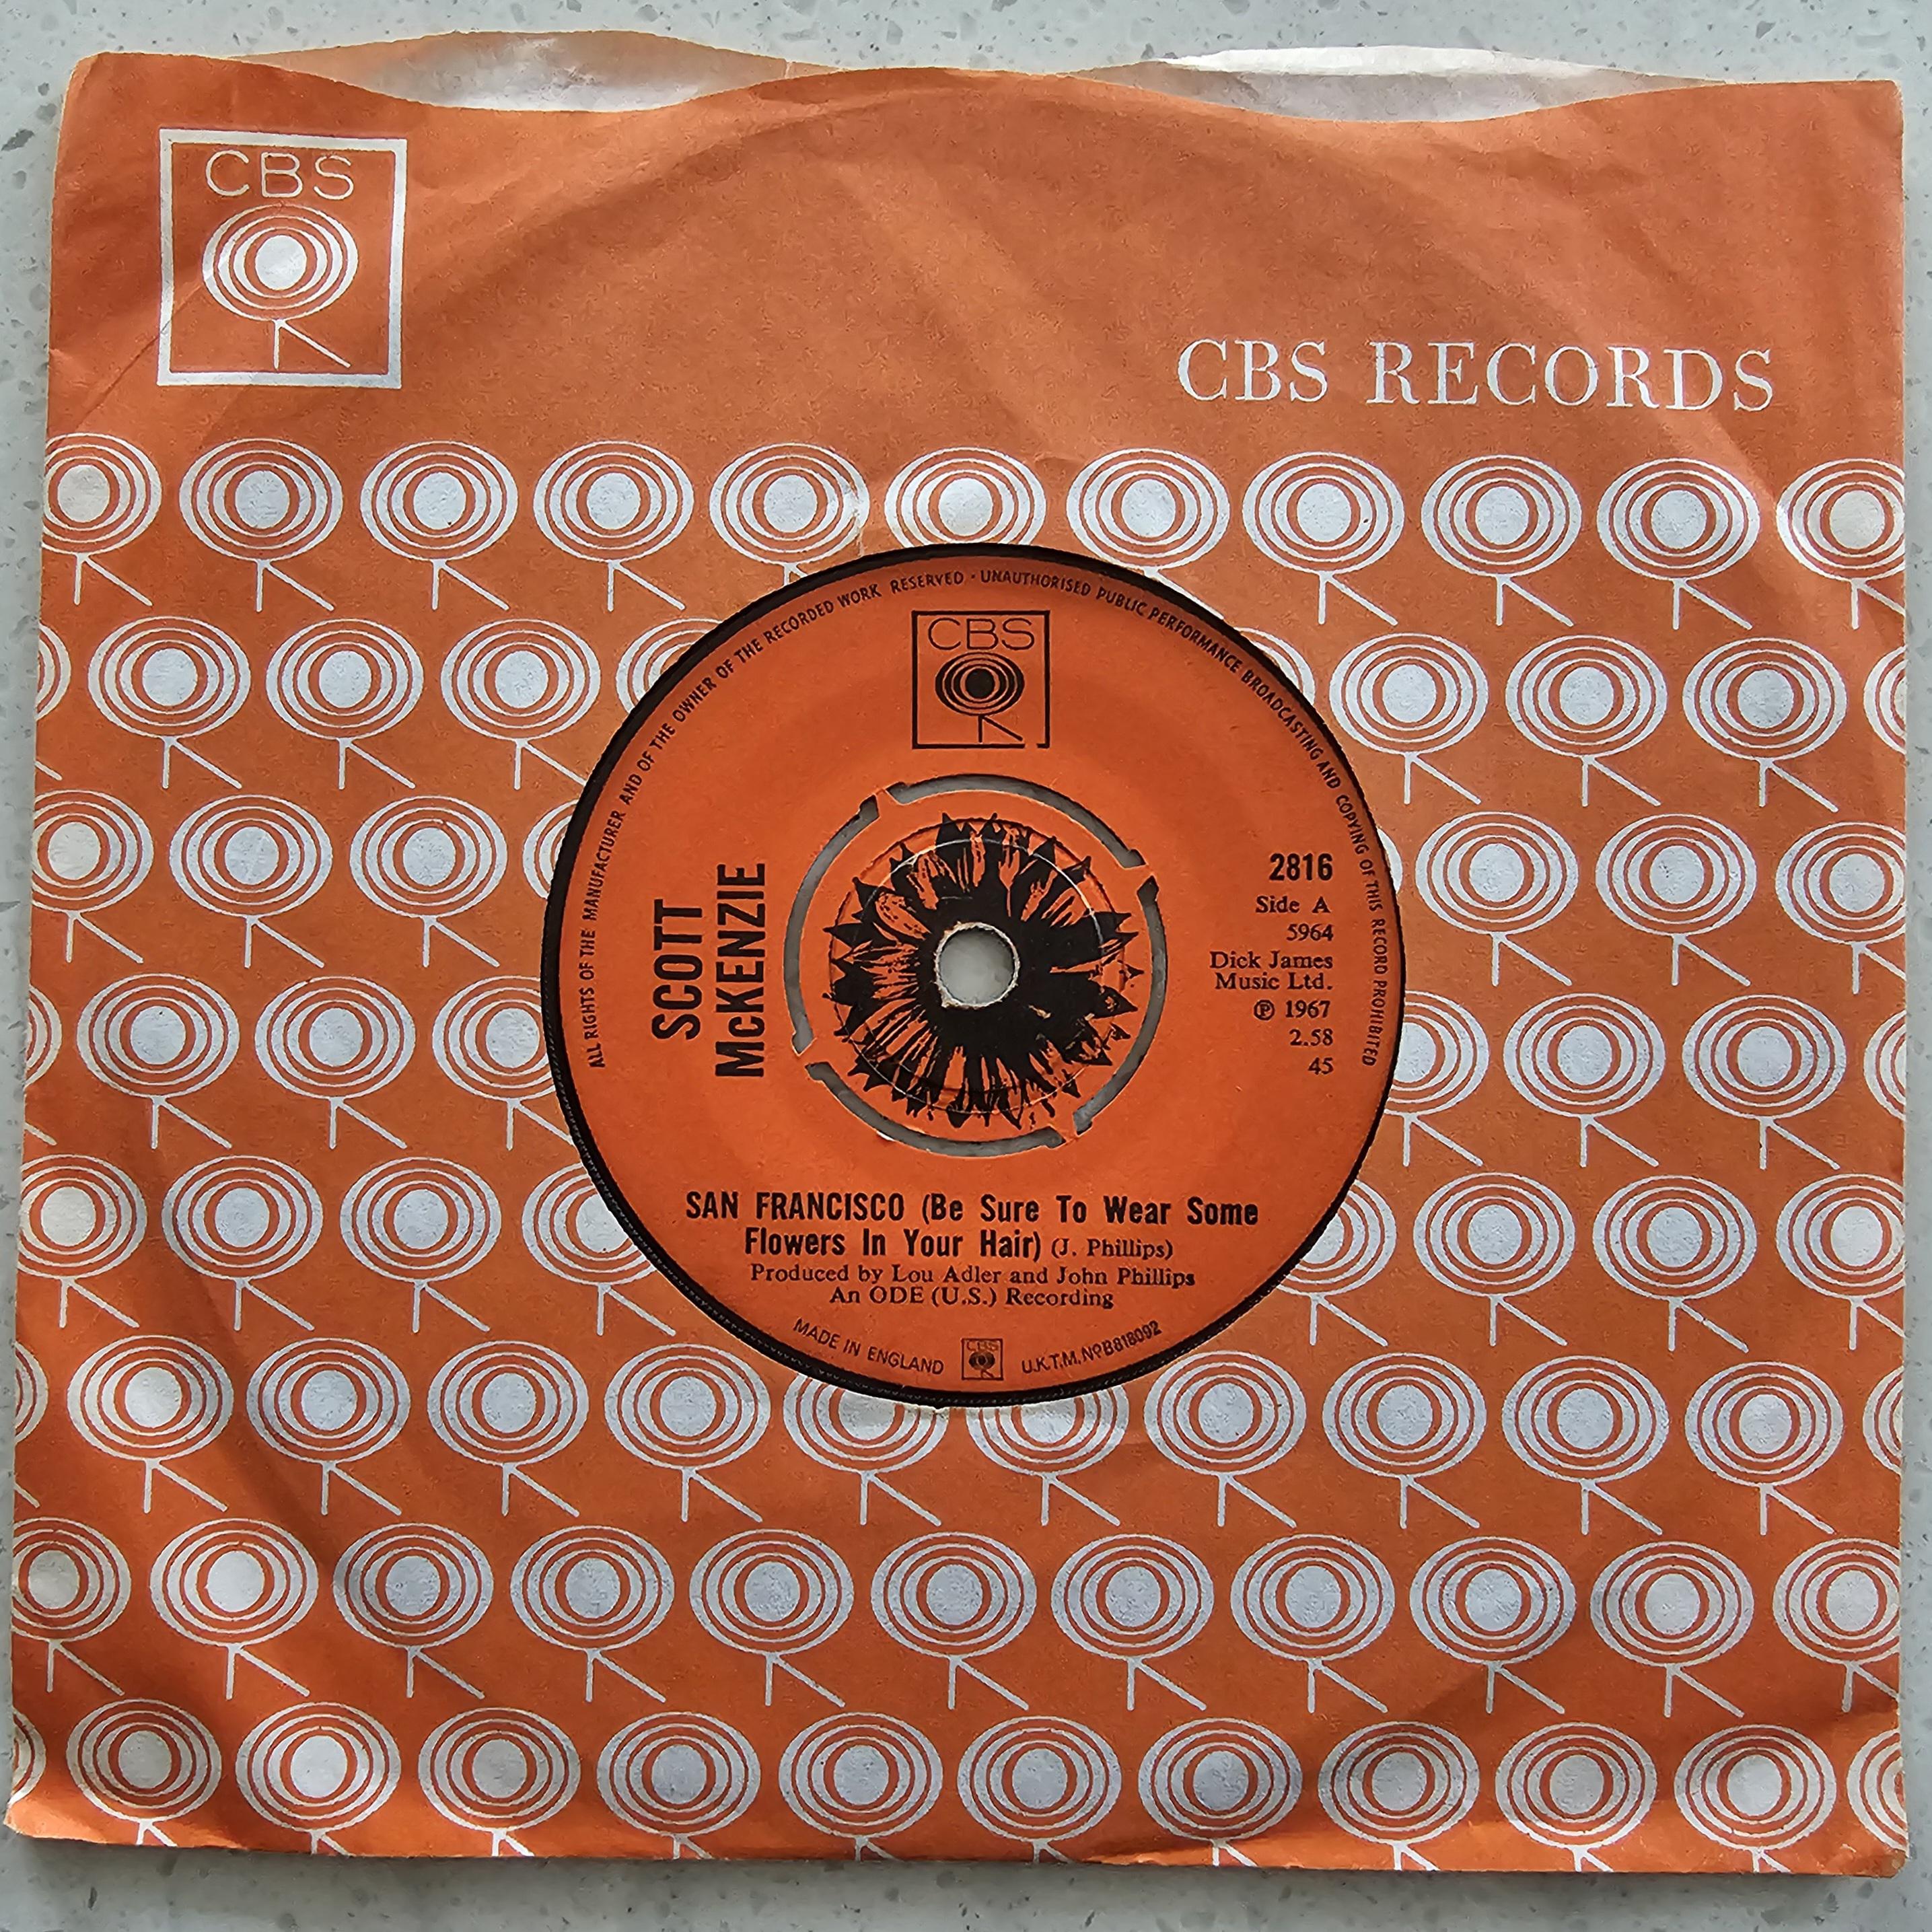 CBS
CBS RECORDS
ALL RIGHTS OF THE MANUFACTURER AND OF THE OWNER OF THE RECORDED WORK RESERVED · UNAUTHORISED PUBLIC PERFORMANCE BROADCASTING AND COPYING OF THIS RECORD PROHIBITED
CBS
SCOTT
McKENZIE
2816
Side A
5964
Dick James
Music Ltd.
℗ 1967
2.58
45
SAN FRANCISCO (Be Sure To Wear Some
Flowers In Your Hair) (J. Phillips)
Produced by Lou Adler and John Phillips
An ODE (U.S.) Recording
MADE IN ENGLAND
CBS
U.K.T.M. Nº B818092